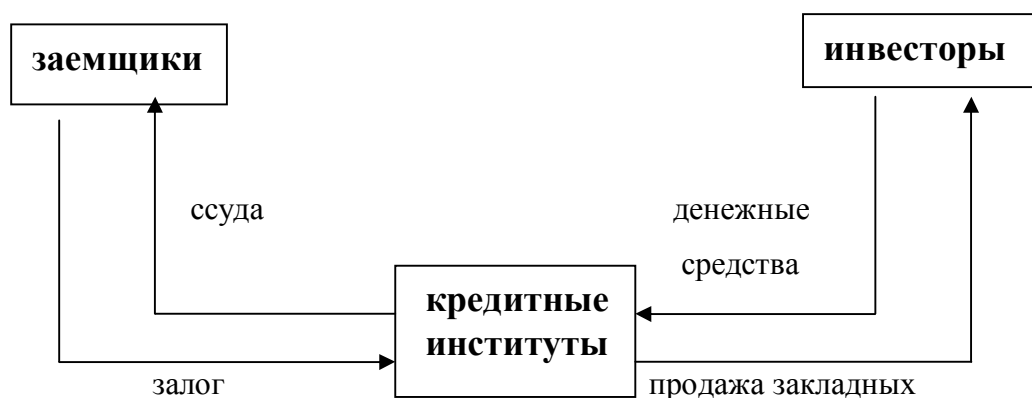 заемщики
инвесторы
ссуда
денежные
средства
кредитные
институты
залог
продажа закладных